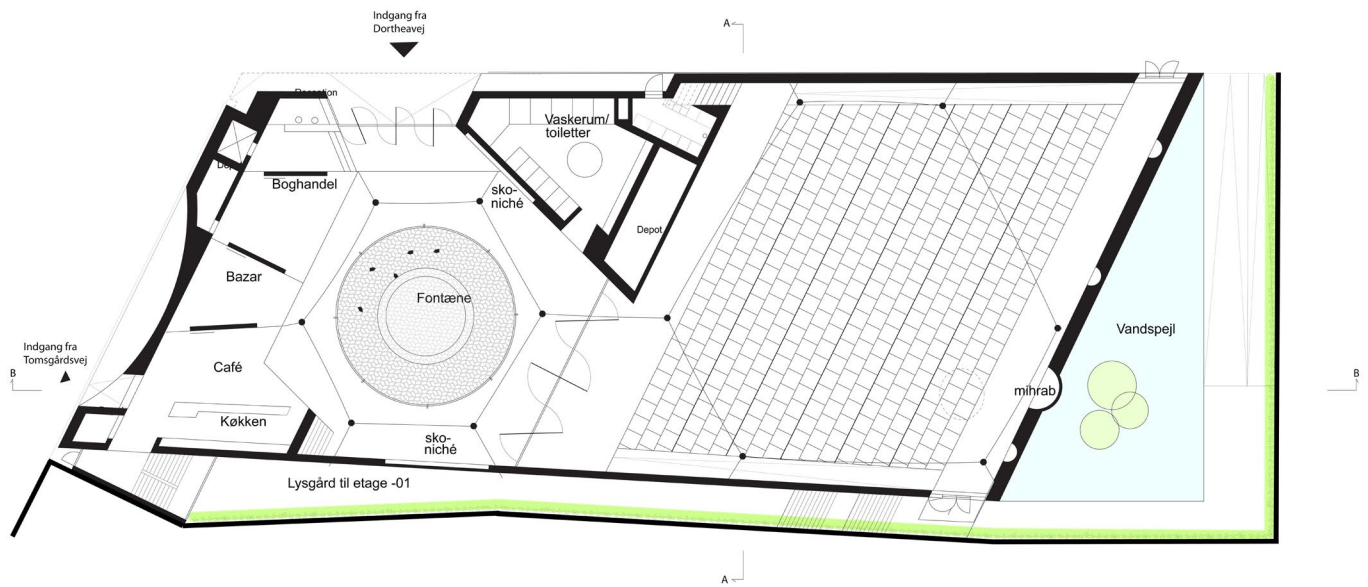 Indgang fra
Dortheavej
A
Reception
Vaskerum/
toiletter
Boghandel
sko-
niché
Depot
Bazar
Fontæne
Vandspejl
Indgang fra
Tomsgårdsvej
B
B
Café
mihrab
Køkken
sko-
niché
Lysgård til etage -01
A